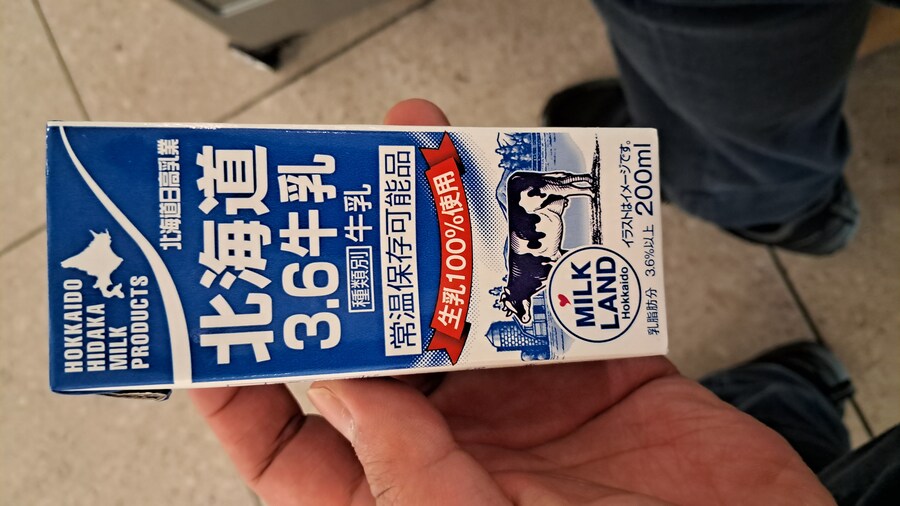 HOKKAIDO
HIDAKA
MILK
PRODUCTS
北海道日高乳業
北海道
3.6牛乳
種類別 牛乳
常温保存可能品
生乳100%使用
MILK
LAND
Hokkaido
イラストはイメージです。
乳脂肪分 3.6%以上 200ml